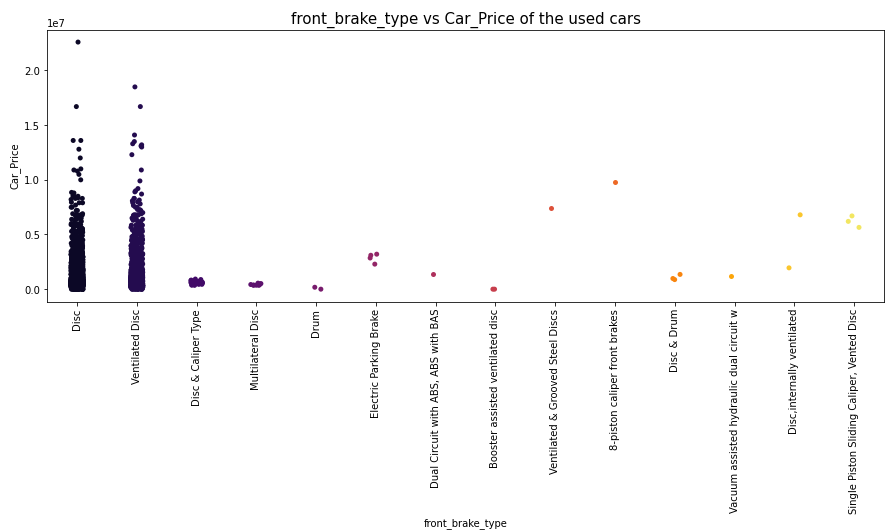 front_brake_type vs Car_Price of the used cars
1e7
2.0
1.5
1.0
0.5
0.0
Car_Price
Disc
Ventilated Disc
Disc & Caliper Type
Multilateral Disc
Drum
Electric Parking Brake
Dual Circuit with ABS, ABS with BAS
Booster assisted ventilated disc
Ventilated & Grooved Steel Discs
8-piston caliper front brakes
Disc & Drum
Vacuum assisted hydraulic dual circuit w
Disc,internally ventilated
Single Piston Sliding Caliper, Vented Disc
front_brake_type